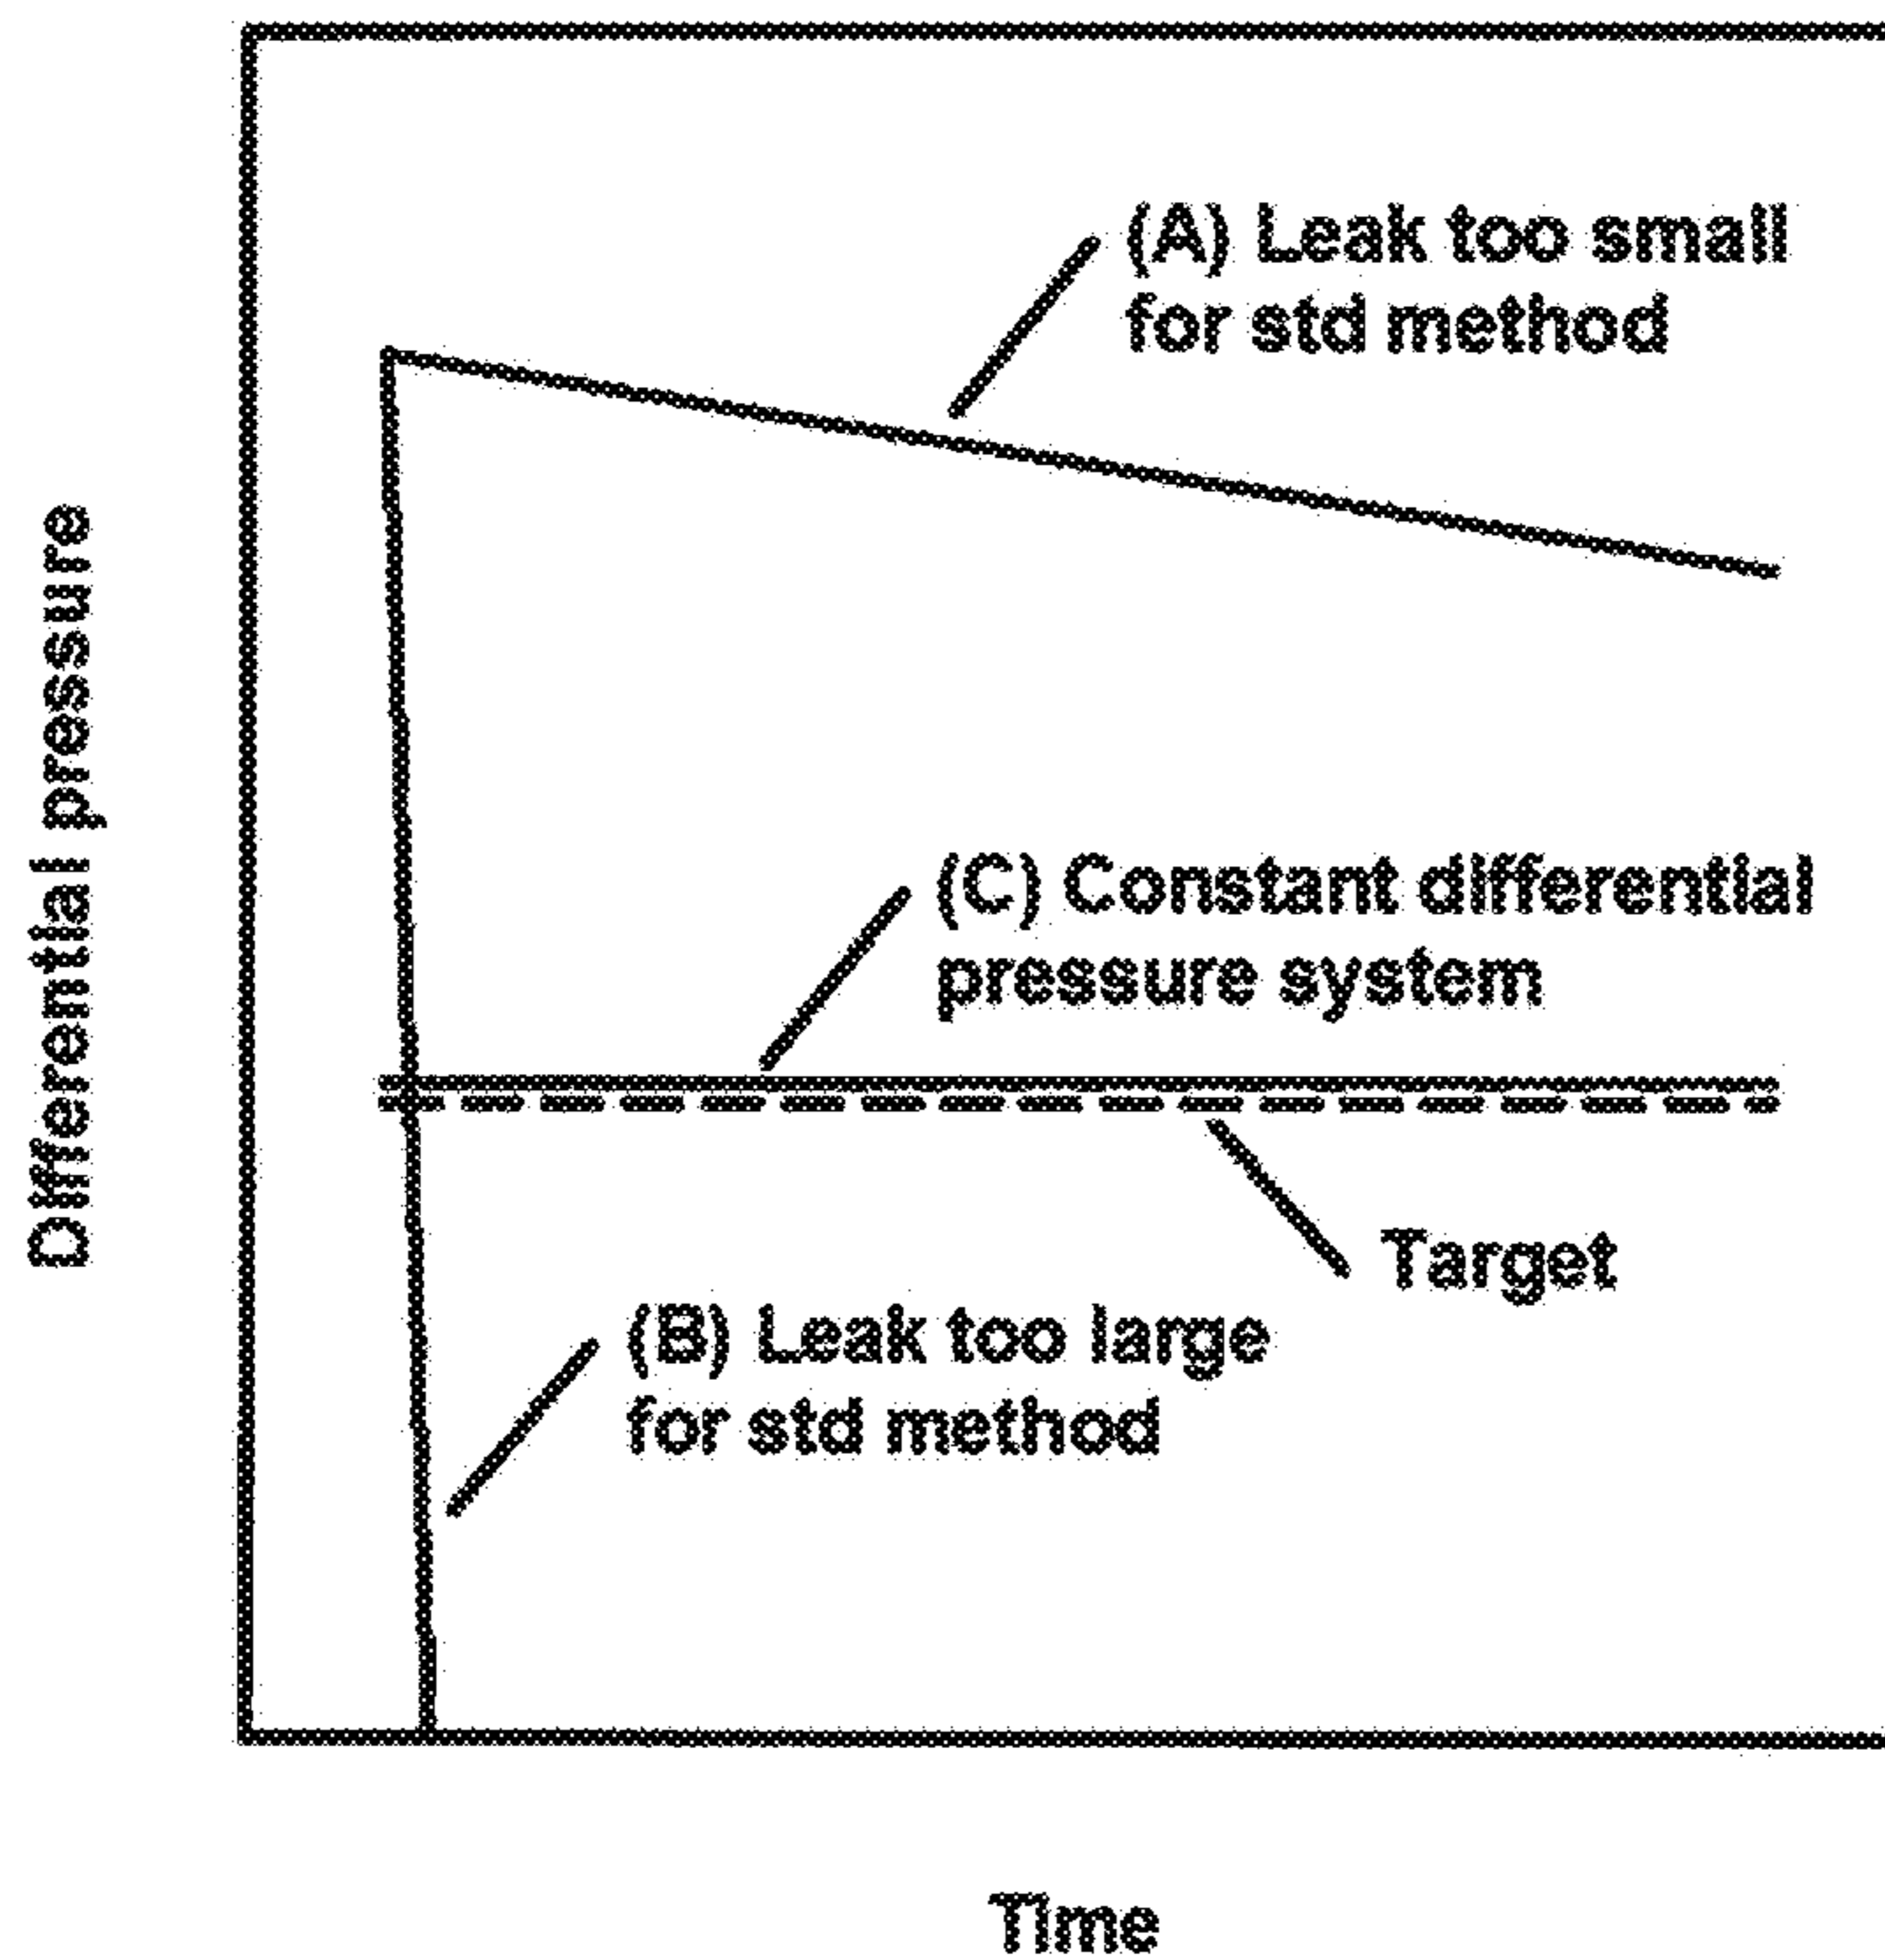 (A) Leak too small
for std method
Differential pressure
(C) Constant differential
pressure system
Target
(B) Leak too large
for std method
Time